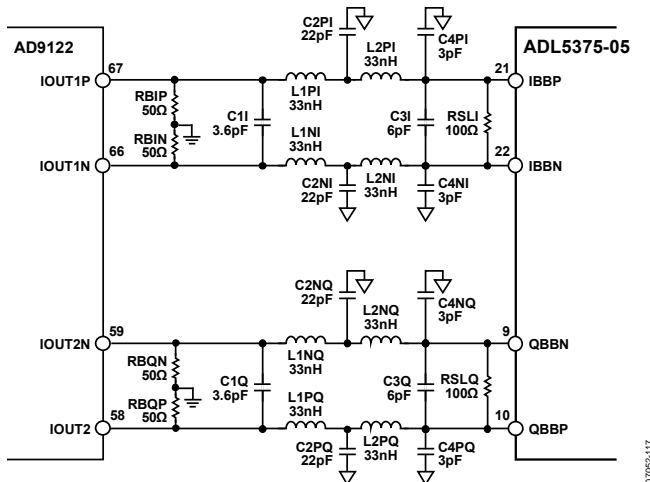 AD9122
ADL5375-05
C2PI
22pF
L2PI
33nH
C4PI
3pF
IOUT1P
67
21
IBBP
RBIP
50Ω
RBIN
50Ω
C1I
3.6pF
L1PI
33nH
L1NI
33nH
C3I
6pF
RSLI
100Ω
IOUT1N
66
22
IBBN
C2NI
22pF
L2NI
33nH
C4NI
3pF
C2NQ
22pF
L2NQ
33nH
C4NQ
3pF
IOUT2N
59
9
QBBN
RBQN
50Ω
RBQP
50Ω
C1Q
3.6pF
L1NQ
33nH
L1PQ
33nH
C3Q
6pF
RSLQ
100Ω
IOUT2
58
10
QBBP
C2PQ
22pF
L2PQ
33nH
C4PQ
3pF
07052-117